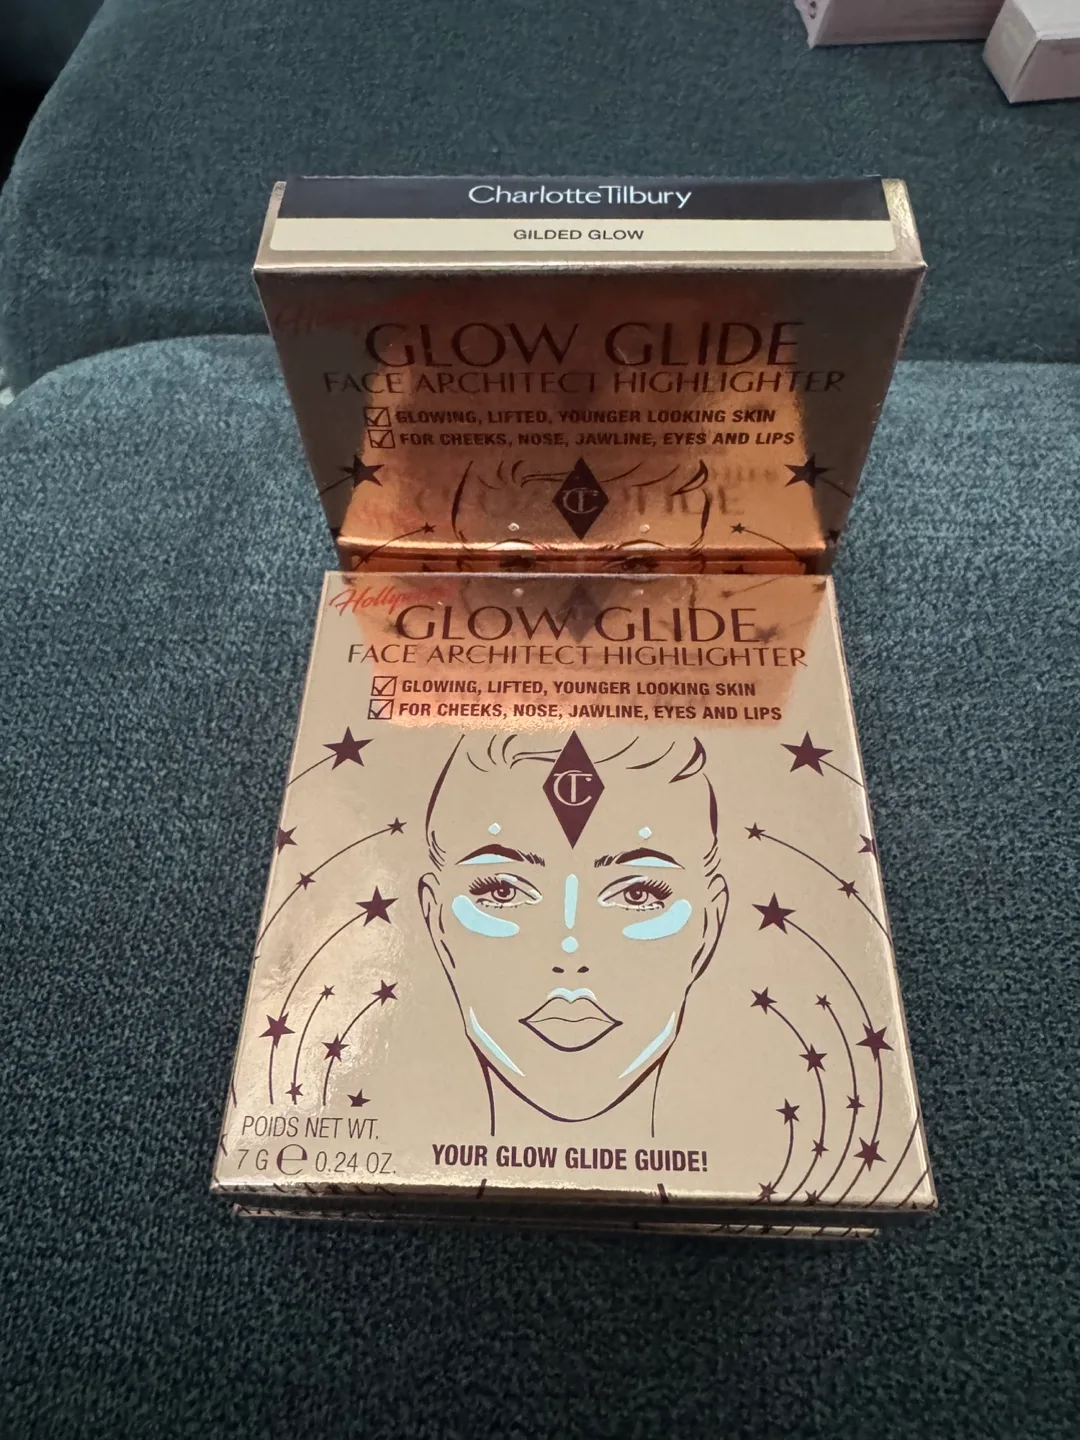 CharlotteTilbury
GILDED GLOW
GLOW GLIDE
FACE ARCHITECT HIGHLIGHTER
GLOWING, LIFTED, YOUNGER LOOKING SKIN
FOR CHEEKS, NOSE, JAWLINE, EYES AND LIPS
CT
Hollywood
GLOW GLIDE
FACE ARCHITECT HIGHLIGHTER
GLOWING, LIFTED, YOUNGER LOOKING SKIN
FOR CHEEKS, NOSE, JAWLINE, EYES AND LIPS
CT
POIDS NET WT.
7 G ℮ 0.24 OZ.
YOUR GLOW GLIDE GUIDE!